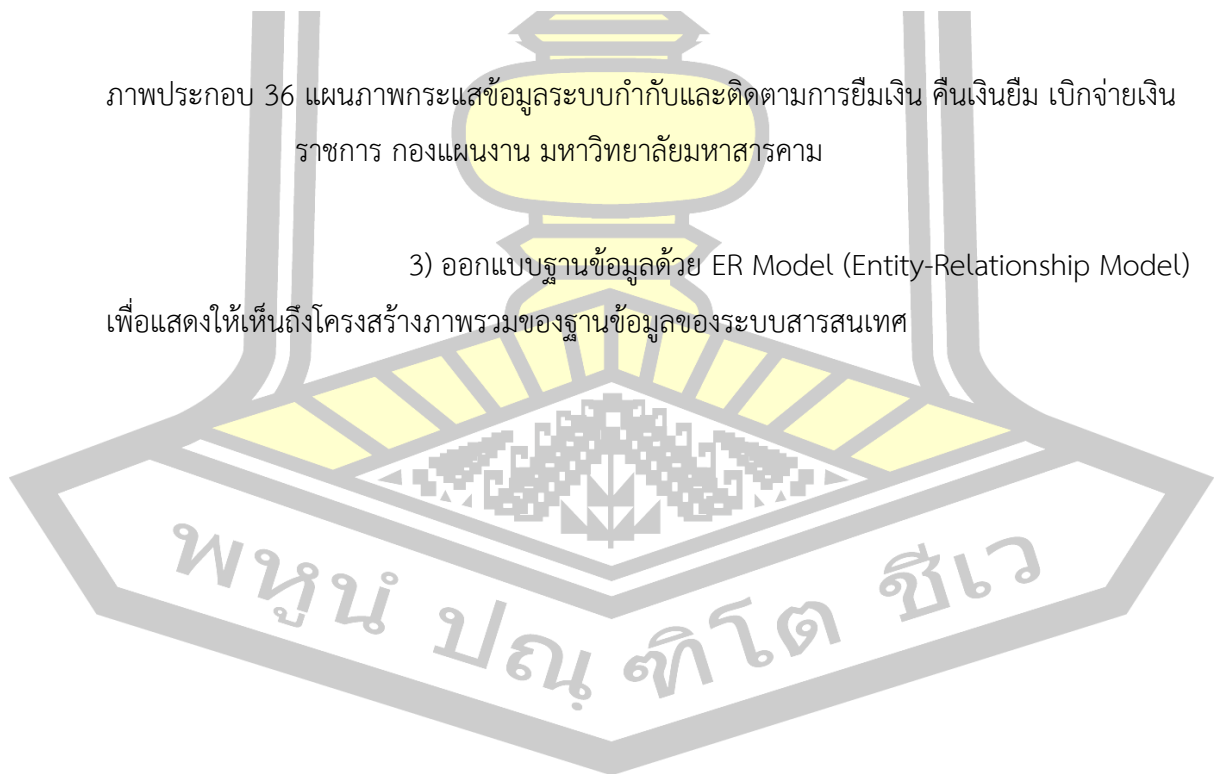 ภาพประกอบ 36 แผนภาพกระแสข้อมูลระบบกำกับและติดตามการยืมเงิน คืนเงินยืม เบิกจ่ายเงิน
ราชการ กองแผนงาน มหาวิทยาลัยมหาสารคาม
3) ออกแบบฐานข้อมูลด้วย ER Model (Entity-Relationship Model)
เพื่อแสดงให้เห็นถึงโครงสร้างภาพรวมของฐานข้อมูลของระบบสารสนเทศ
พหูนํ ปณฺฑิโต ชีเว